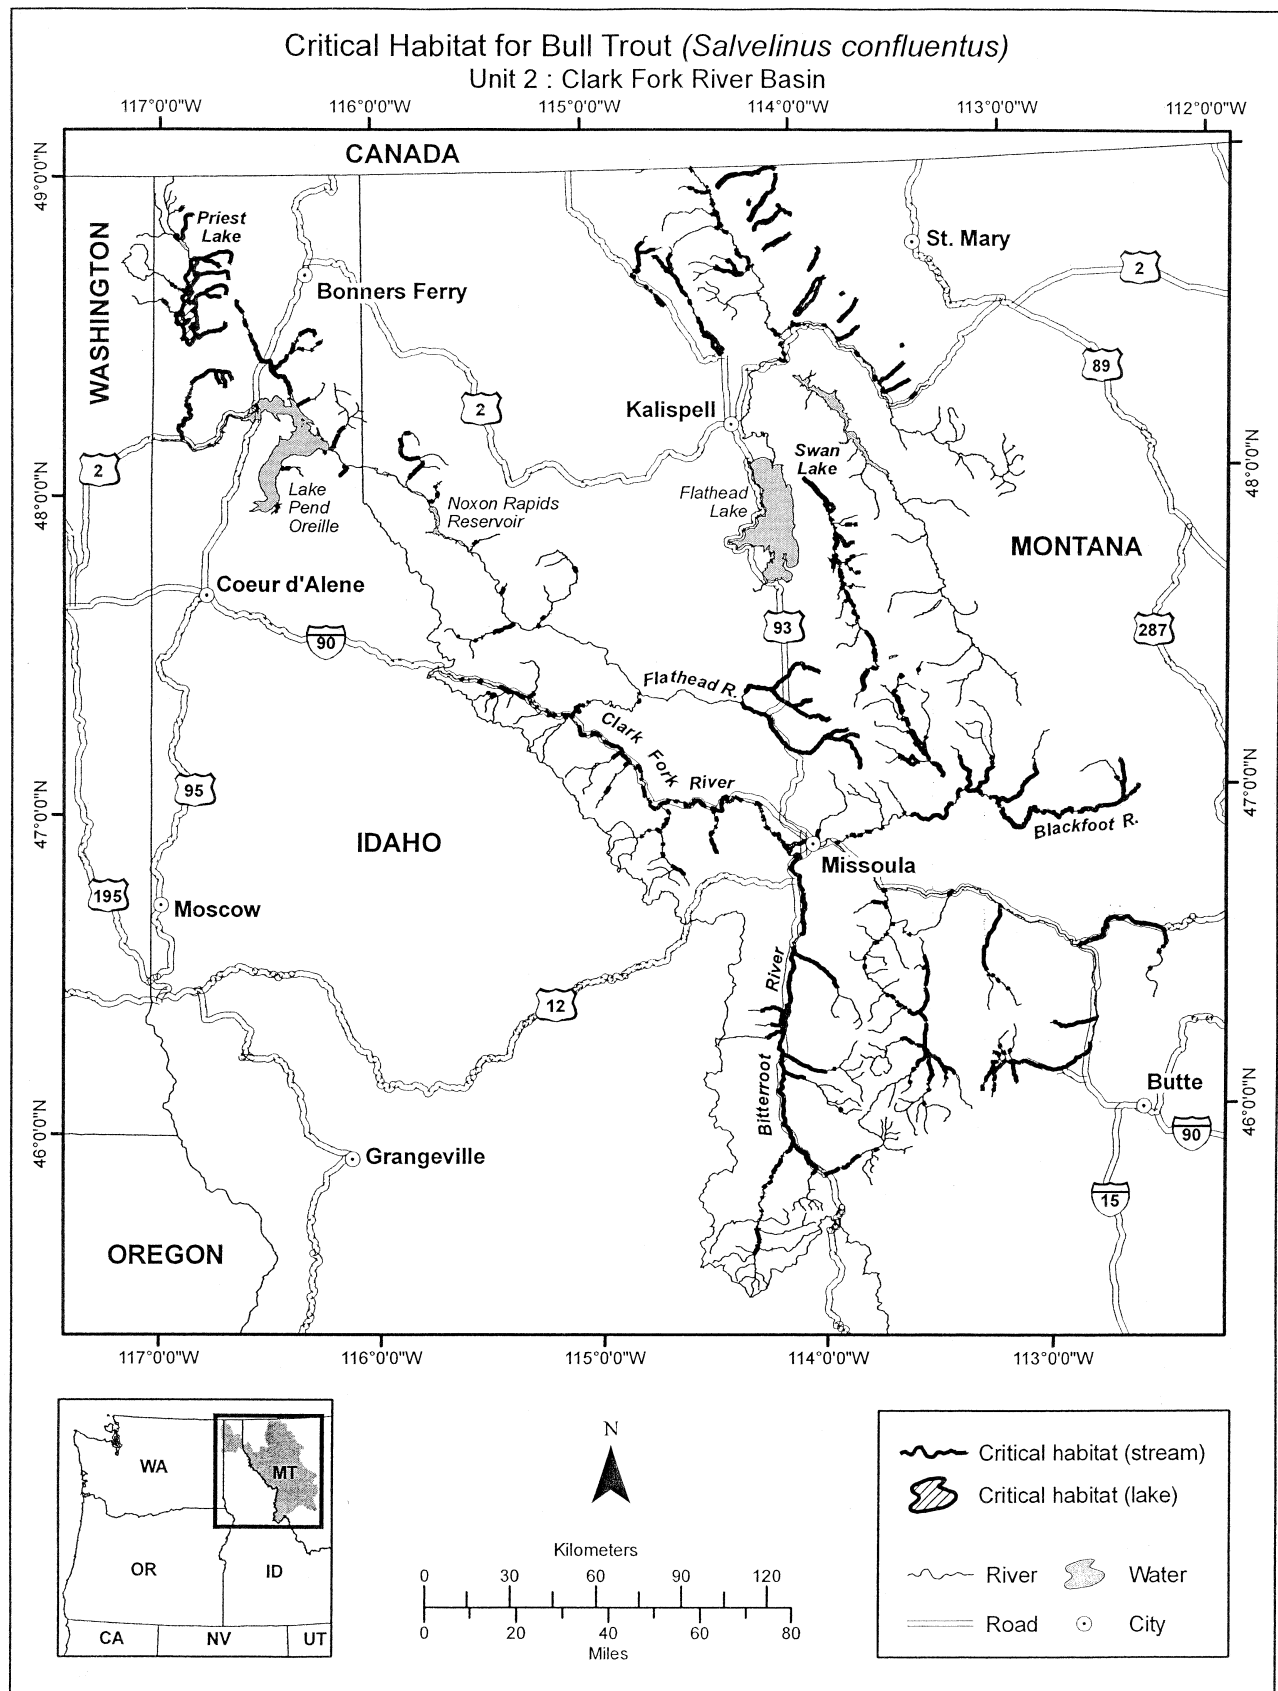 Critical Habitat for Bull Trout (Salvelinus confluentus)
Unit 2 : Clark Fork River Basin
117°0'0"W 116°0'0"W 115°0'0"W 114°0'0"W 113°0'0"W 112°0'0"W
49°0'0"N
48°0'0"N
47°0'0"N
46°0'0"N
CANADA
WASHINGTON
Priest
Lake
Bonners Ferry
St. Mary
2
89
2
Kalispell
Swan
Lake
2
Lake
Pend
Oreille
Noxon Rapids
Reservoir
Flathead
Lake
MONTANA
Coeur d'Alene
90
93
287
Flathead R.
Clark
Fork
River
95
Blackfoot R.
IDAHO
Missoula
195
Moscow
River
12
Bitterroot
Butte
90
Grangeville
15
OREGON
48°0'0"N
47°0'0"N
46°0'0"N
117°0'0"W 116°0'0"W 115°0'0"W 114°0'0"W 113°0'0"W
WA
MT
OR
ID
CA
NV
UT
N
Kilometers
0 30 60 90 120
0 20 40 60 80
Miles
Critical habitat (stream)
Critical habitat (lake)
River
Water
Road
City